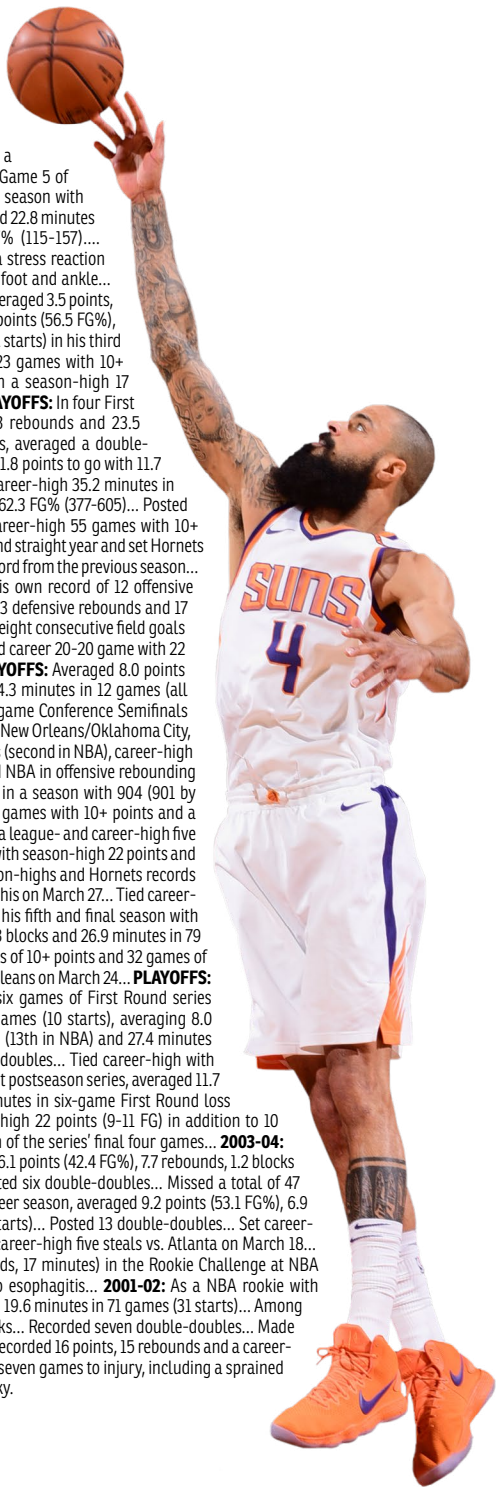 a
Game 5 of
season with
d 22.8 minutes
% (115-157)....
a stress reaction
foot and ankle...
eraged 3.5 points,
points (56.5 FG%),
starts) in his third
23 games with 10+
n a season-high 17
AYOFFS: In four First
3 rebounds and 23.5
s, averaged a double-
1.8 points to go with 11.7
areer-high 35.2 minutes in
62.3 FG% (377-605)... Posted
areer-high 55 games with 10+
nd straight year and set Hornets
ord from the previous season...
is own record of 12 offensive
3 defensive rebounds and 17
eight consecutive field goals
d career 20-20 game with 22
YOFFS: Averaged 8.0 points
4.3 minutes in 12 games (all
game Conference Semifinals
New Orleans/Oklahoma City,
s (second in NBA), career-high
d NBA in offensive rebounding
in a season with 904 (901 by
games with 10+ points and a
a league- and career-high five
with season-high 22 points and
on-highs and Hornets records
his on March 27... Tied career-
his fifth and final season with
3 blocks and 26.9 minutes in 79
s of 10+ points and 32 games of
leans on March 24... PLAYOFFS:
six games of First Round series
ames (10 starts), averaging 8.0
(13th in NBA) and 27.4 minutes
doubles... Tied career-high with
t postseason series, averaged 11.7
nutes in six-game First Round loss
high 22 points (9-11 FG) in addition to 10
n of the series' final four games... 2003-04:
6.1 points (42.4 FG%), 7.7 rebounds, 1.2 blocks
ted six double-doubles... Missed a total of 47
eer season, averaged 9.2 points (53.1 FG%), 6.9
tarts)... Posted 13 double-doubles... Set career-
career-high five steals vs. Atlanta on March 18...
ds, 17 minutes) in the Rookie Challenge at NBA
o esophagitis... 2001-02: As a NBA rookie with
19.6 minutes in 71 games (31 starts)... Among
ks... Recorded seven double-doubles... Made
ecorded 16 points, 15 rebounds and a career-
seven games to injury, including a sprained
xy.
SUNS
4